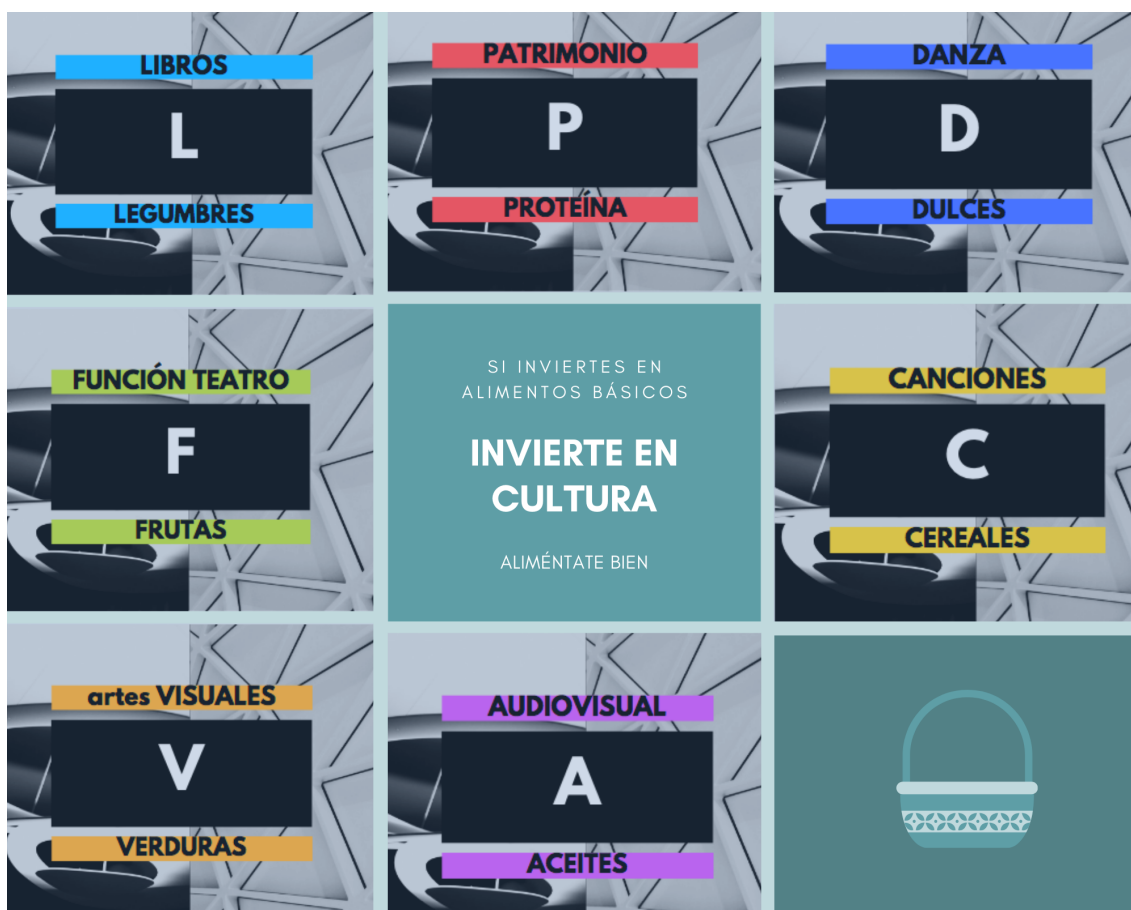 LIBROS
L
LEGUMBRES
PATRIMONIO
P
PROTEÍNA
DANZA
D
DULCES
FUNCIÓN TEATRO
F
FRUTAS
SI INVIERTES EN
ALIMENTOS BÁSICOS
INVIERTE EN
CULTURA
ALIMÉNTATE BIEN
CANCIONES
C
CEREALES
artes VISUALES
V
VERDURAS
AUDIOVISUAL
A
ACEITES